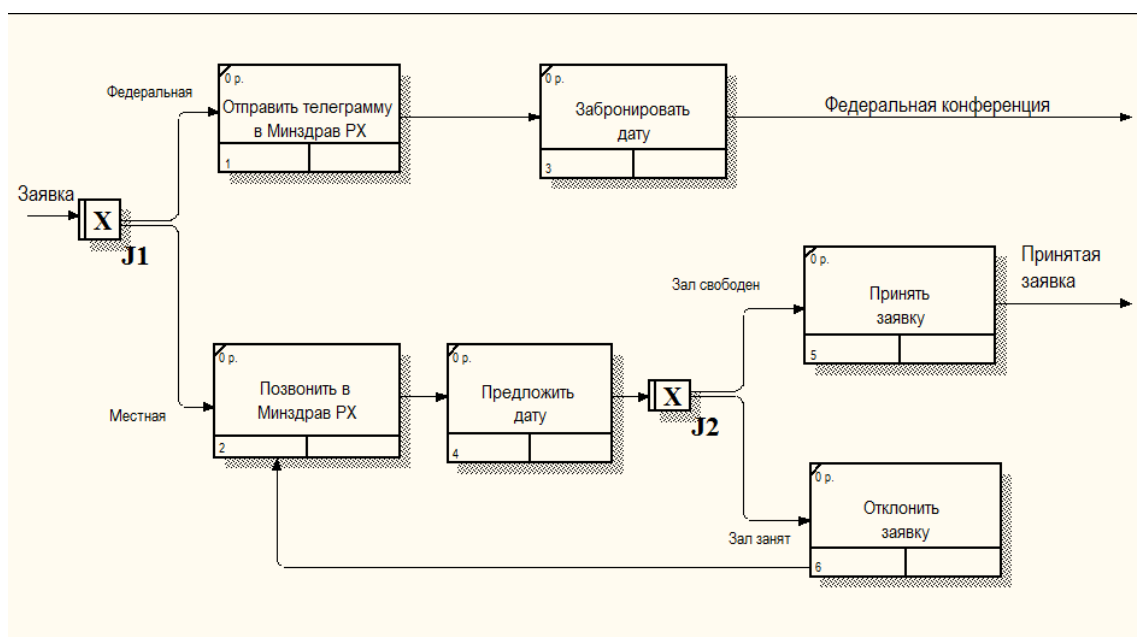 Федеральная
0 р.
Отправить телеграмму
в Минздрав РХ
1
0 р.
Забронировать
дату
3
Федеральная конференция
Заявка
X
J1
Местная
0 р.
Позвонить в
Минздрав РХ
2
0 р.
Предложить
дату
4
X
J2
Зал свободен
0 р.
Принять
заявку
5
Принятая
заявка
Зал занят
0 р.
Отклонить
заявку
6